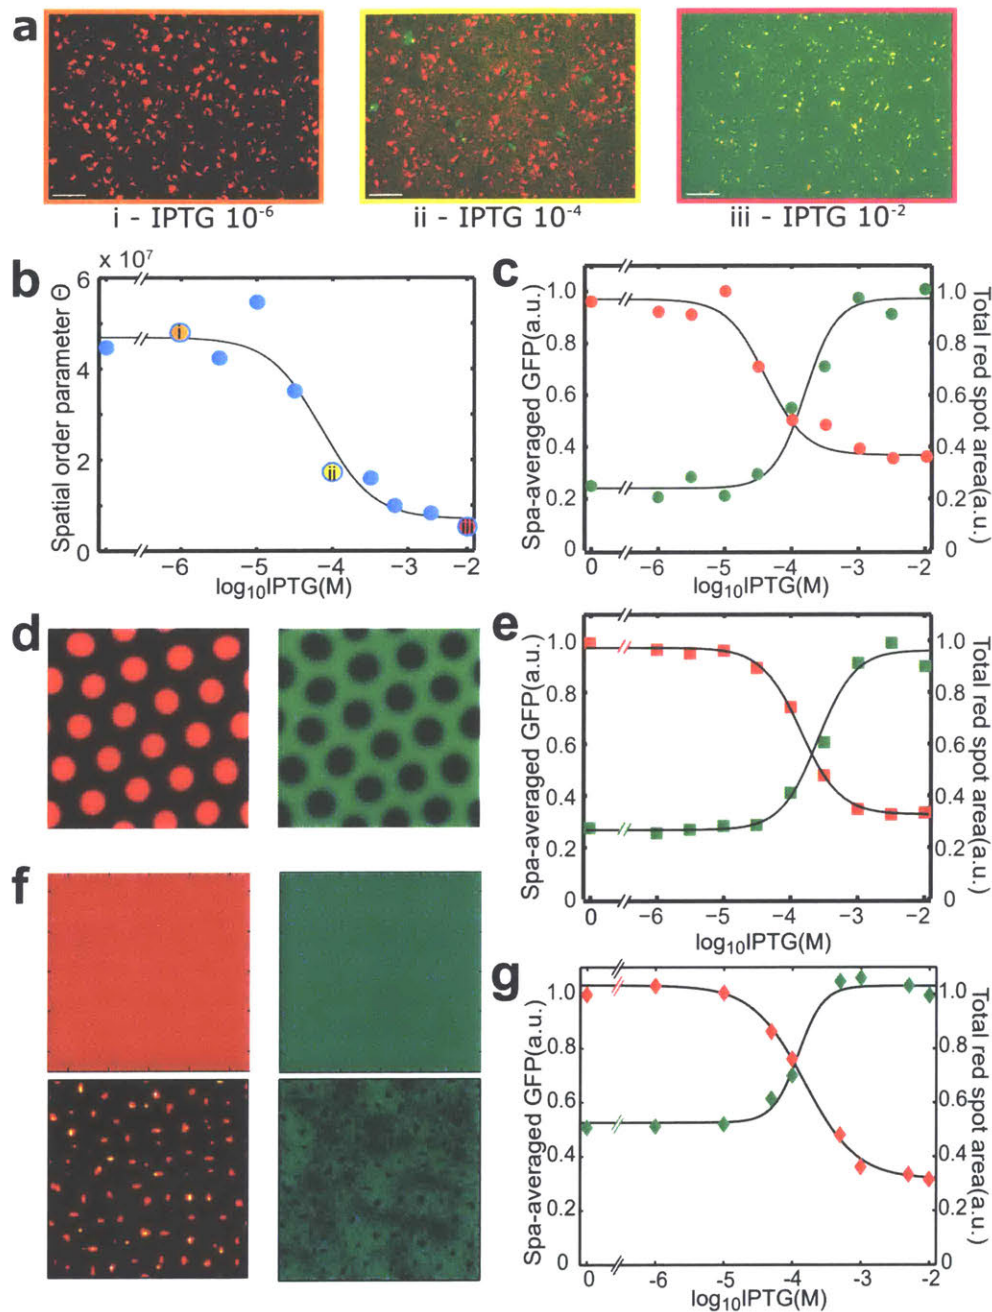 a
i - IPTG 10⁻⁶
ii - IPTG 10⁻⁴
iii - IPTG 10⁻²
b
x 10⁷
6
4
2
0
Spatial order parameter Θ
i
ii
iii
−6 −5 −4 −3 −2
log₁₀IPTG(M)
c
1.0
0.8
0.6
0.4
0.2
0
Spa-averaged GFP(a.u.)
1.0
0.8
0.6
0.4
0.2
0
Total red spot area(a.u.)
0 −6 −5 −4 −3 −2
log₁₀IPTG(M)
d
e
1.0
0.8
0.6
0.4
0.2
0
Spa-averaged GFP(a.u.)
1.0
0.8
0.6
0.4
0.2
0
Total red spot area(a.u.)
0 −6 −5 −4 −3 −2
log₁₀IPTG(M)
f
g
1.0
0.8
0.6
0.4
0.2
0
Spa-averaged GFP(a.u.)
1.0
0.8
0.6
0.4
0.2
0
Total red spot area(a.u.)
0 -6 -5 -4 -3 -2
log₁₀IPTG(M)